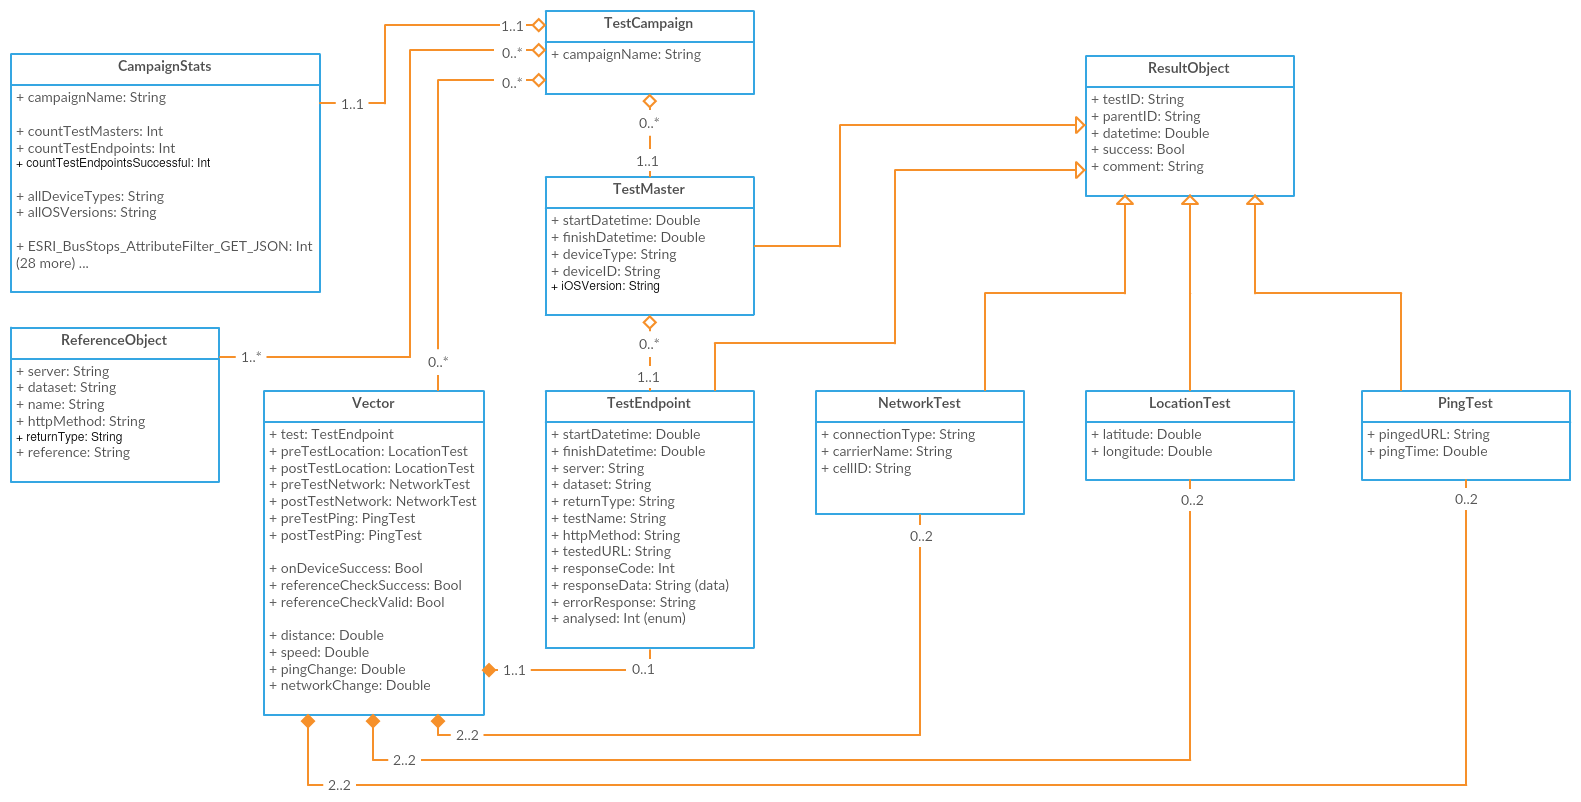 TestCampaign
+ campaignName: String
1..1
0..*
0..*
CampaignStats
+ campaignName: String
+ countTestMasters: Int
+ countTestEndpoints: Int
+ countTestEndpointsSuccessful: Int
+ allDeviceTypes: String
+ allOSVersions: String
+ ESRI_BusStops_AttributeFilter_GET_JSON: Int
(28 more) ...
1..1
ResultObject
+ testID: String
+ parentID: String
+ datetime: Double
+ success: Bool
+ comment: String
0..*
1..1
TestMaster
+ startDatetime: Double
+ finishDatetime: Double
+ deviceType: String
+ deviceID: String
+ iOSVersion: String
0..*
1..1
ReferenceObject
+ server: String
+ dataset: String
+ name: String
+ httpMethod: String
+ returnType: String
+ reference: String
1..*
0..*
Vector
+ test: TestEndpoint
+ preTestLocation: LocationTest
+ postTestLocation: LocationTest
+ preTestNetwork: NetworkTest
+ postTestNetwork: NetworkTest
+ preTestPing: PingTest
+ postTestPing: PingTest
+ onDeviceSuccess: Bool
+ referenceCheckSuccess: Bool
+ referenceCheckValid: Bool
+ distance: Double
+ speed: Double
+ pingChange: Double
+ networkChange: Double
TestEndpoint
+ startDatetime: Double
+ finishDatetime: Double
+ server: String
+ dataset: String
+ returnType: String
+ testName: String
+ httpMethod: String
+ testedURL: String
+ responseCode: Int
+ responseData: String (data)
+ errorResponse: String
+ analysed: Int (enum)
NetworkTest
+ connectionType: String
+ carrierName: String
+ cellID: String
0..2
LocationTest
+ latitude: Double
+ longitude: Double
0..2
PingTest
+ pingedURL: String
+ pingTime: Double
0..2
1..1
0..1
2..2
2..2
2..2